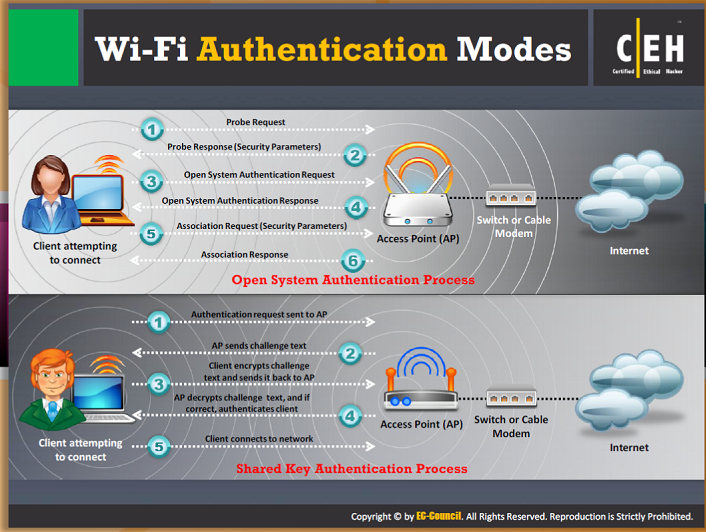 Wi-Fi Authentication Modes
C|EH
Certified Ethical Hacker
™
1
Probe Request
Probe Response (Security Parameters)
2
3
Open System Authentication Request
Open System Authentication Response
4
5
Association Request (Security Parameters)
Association Response
6
Client attempting
to connect
Access Point (AP)
Switch or Cable
Modem
Internet
Open System Authentication Process
1
Authentication request sent to AP
AP sends challenge text
2
3
Client encrypts challenge
text and sends it back to AP
AP decrypts challenge text, and if
correct, authenticates client
4
5
Client connects to network
Client attempting
to connect
Access Point (AP)
Switch or Cable
Modem
Internet
Shared Key Authentication Process
Copyright © by EC-Council. All Rights Reserved. Reproduction is Strictly Prohibited.